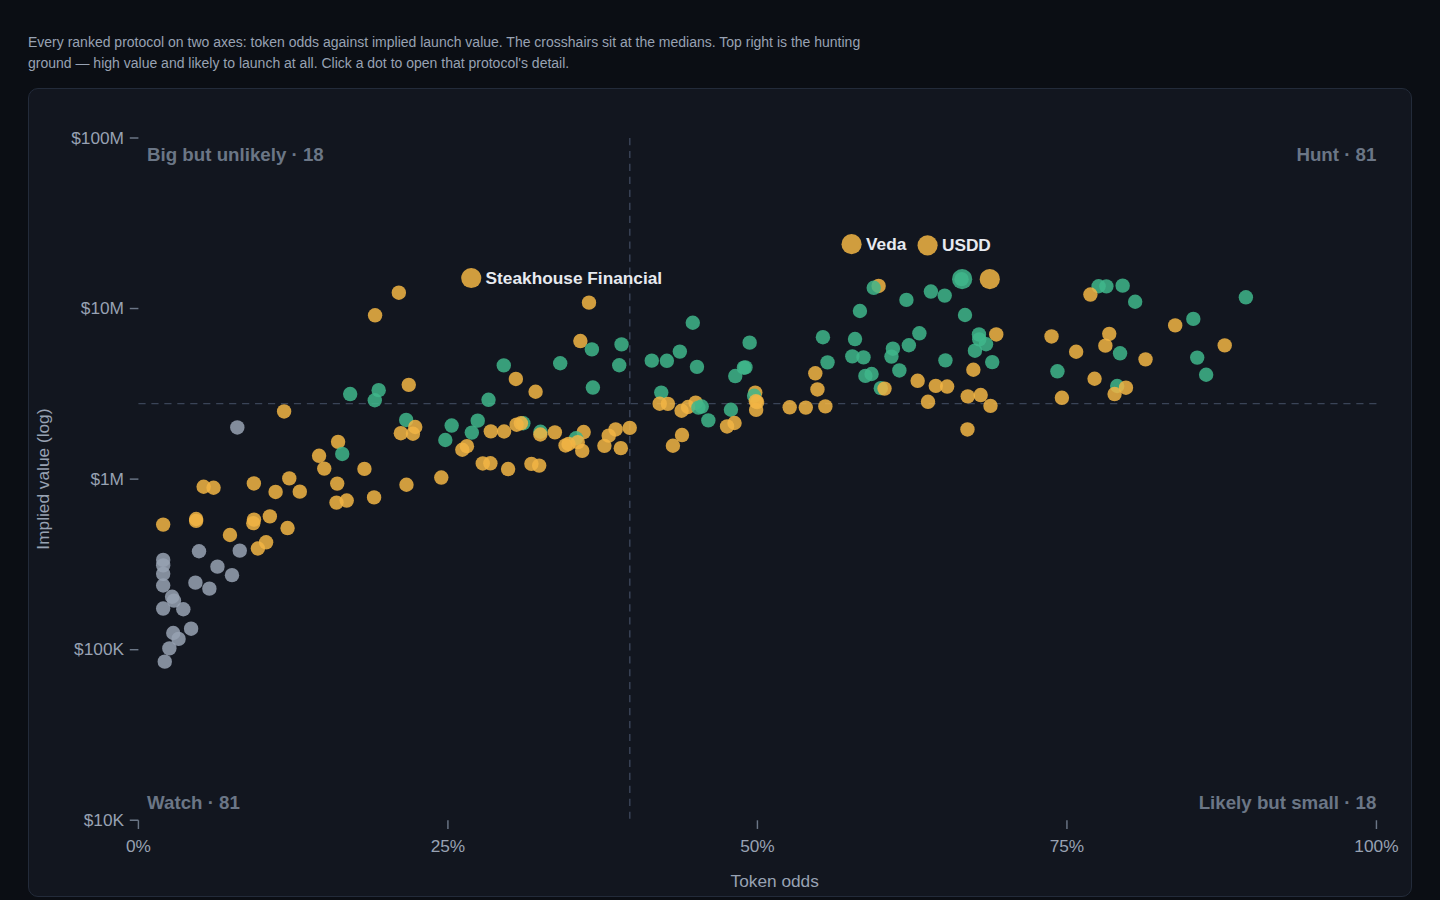 Every ranked protocol on two axes: token odds against implied launch value. The crosshairs sit at the medians. Top right is the hunting
ground — high value and likely to launch at all. Click a dot to open that protocol's detail.
$100M
Big but unlikely · 18
Hunt · 81
Veda
USDD
Steakhouse Financial
$10M
$1M
Implied value (log)
$100K
Watch · 81
Likely but small · 18
$10K
0%
25%
50%
75%
100%
Token odds